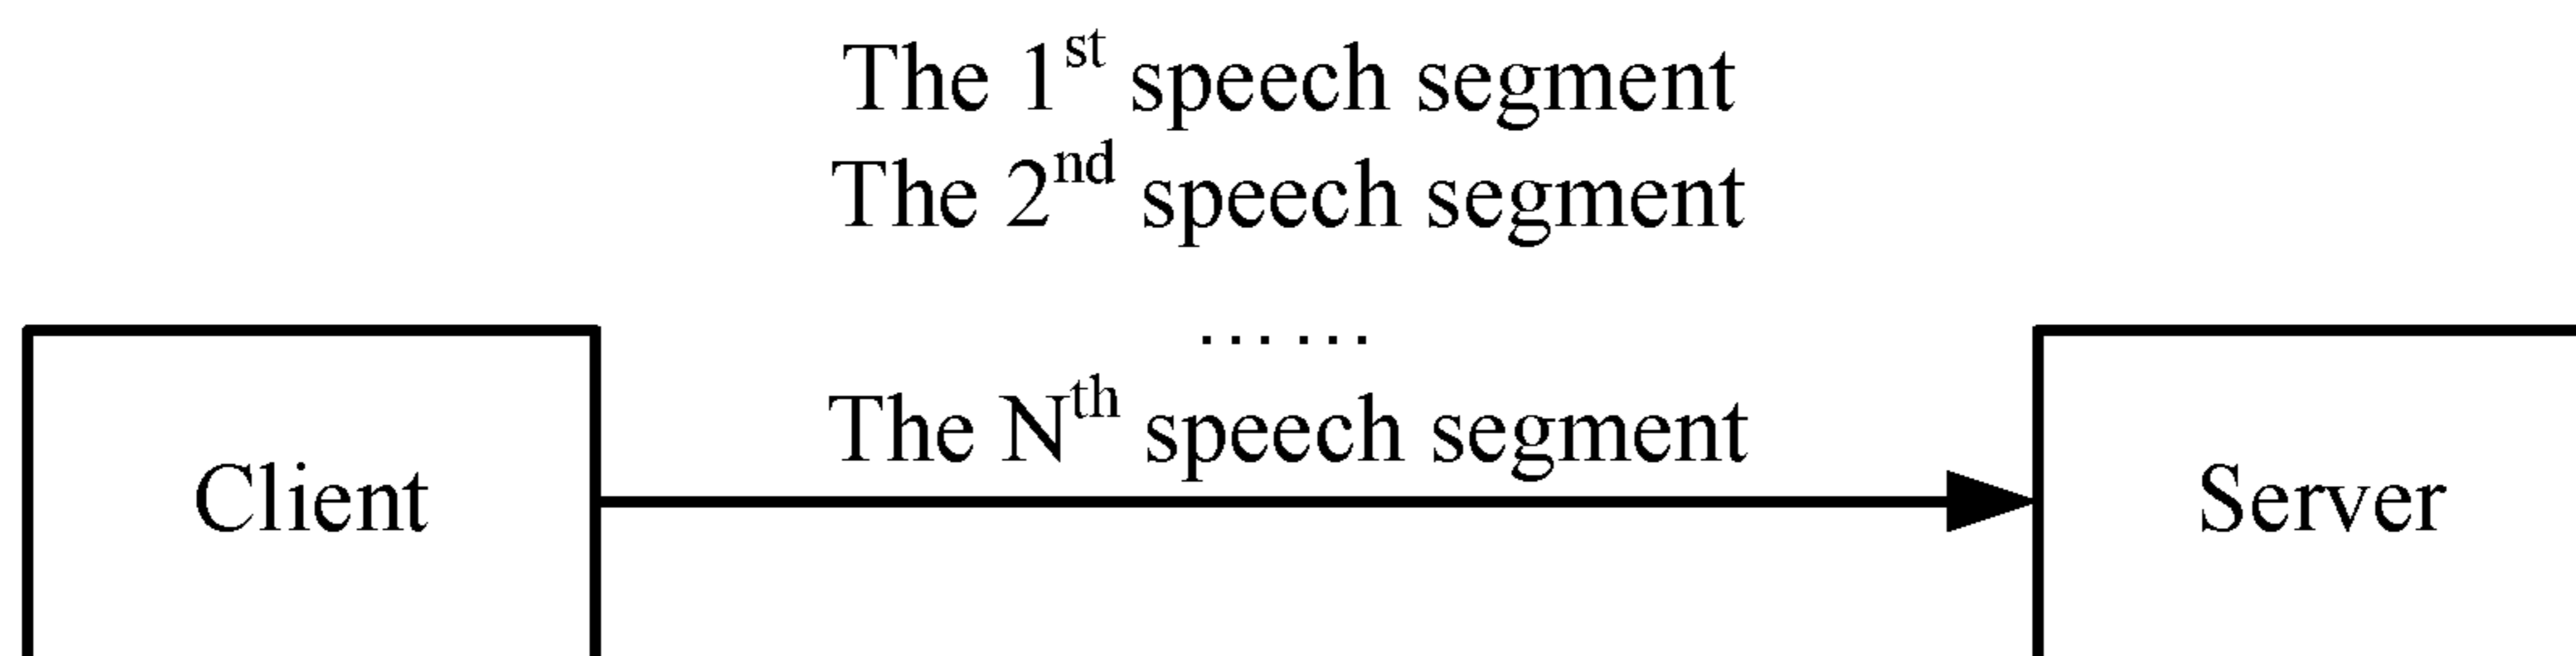 The 1st speech segment
The 2nd speech segment
……
The Nth speech segment
Client
Server